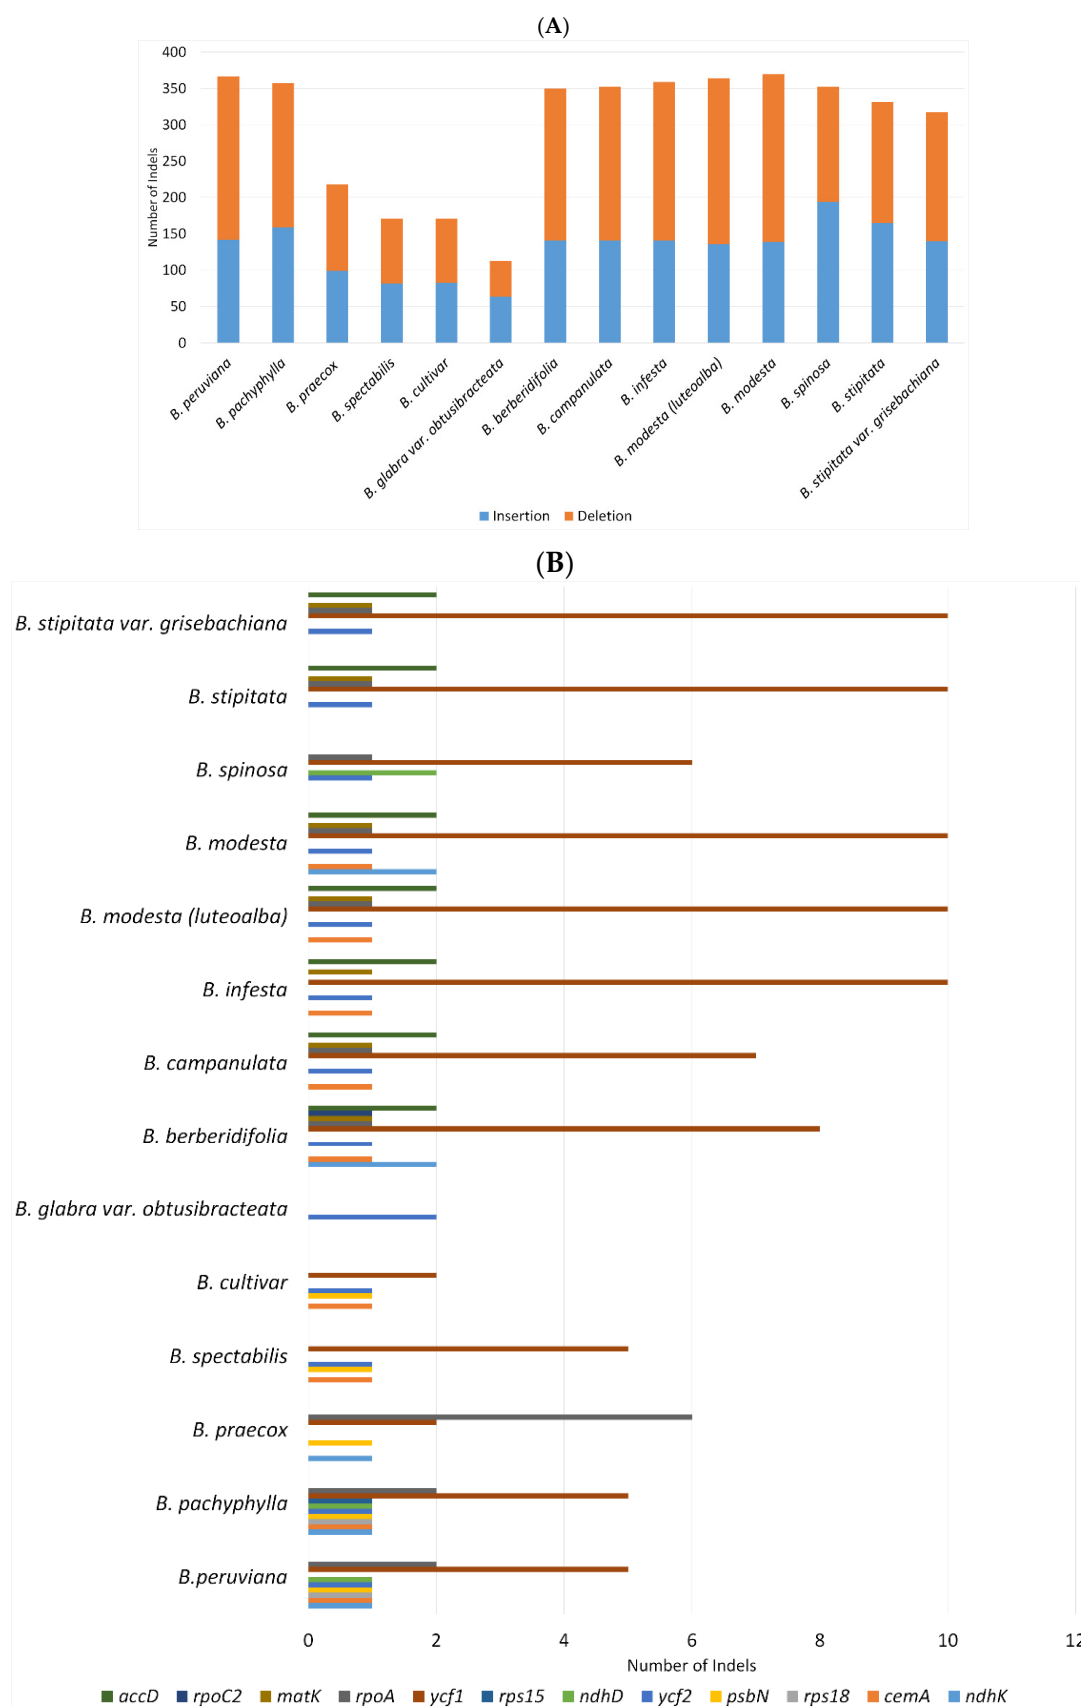 (A)
400
350
300
250
200
150
100
50
0
Number of Indels
B. peruviana
B. pachyphylla
B. praecox
B. spectabilis
B. cultivar
B. glabra var. obtusibracteata
B. berberidifolia
B. campanulata
B. infesta
B. modesta (luteoalba)
B. modesta
B. spinosa
B. stipitata
B. stipitata var. grisebachiana
Insertion Deletion
(B)
B. stipitata var. grisebachiana
B. stipitata
B. spinosa
B. modesta
B. modesta (luteoalba)
B. infesta
B. campanulata
B. berberidifolia
B. glabra var. obtusibracteata
B. cultivar
B. spectabilis
B. praecox
B. pachyphylla
B.peruviana
0 2 4 6 8 10 12
Number of Indels
accD rpoC2 matK rpoA ycf1 rps15 ndhD ycf2 psbN rps18 cemA ndhK